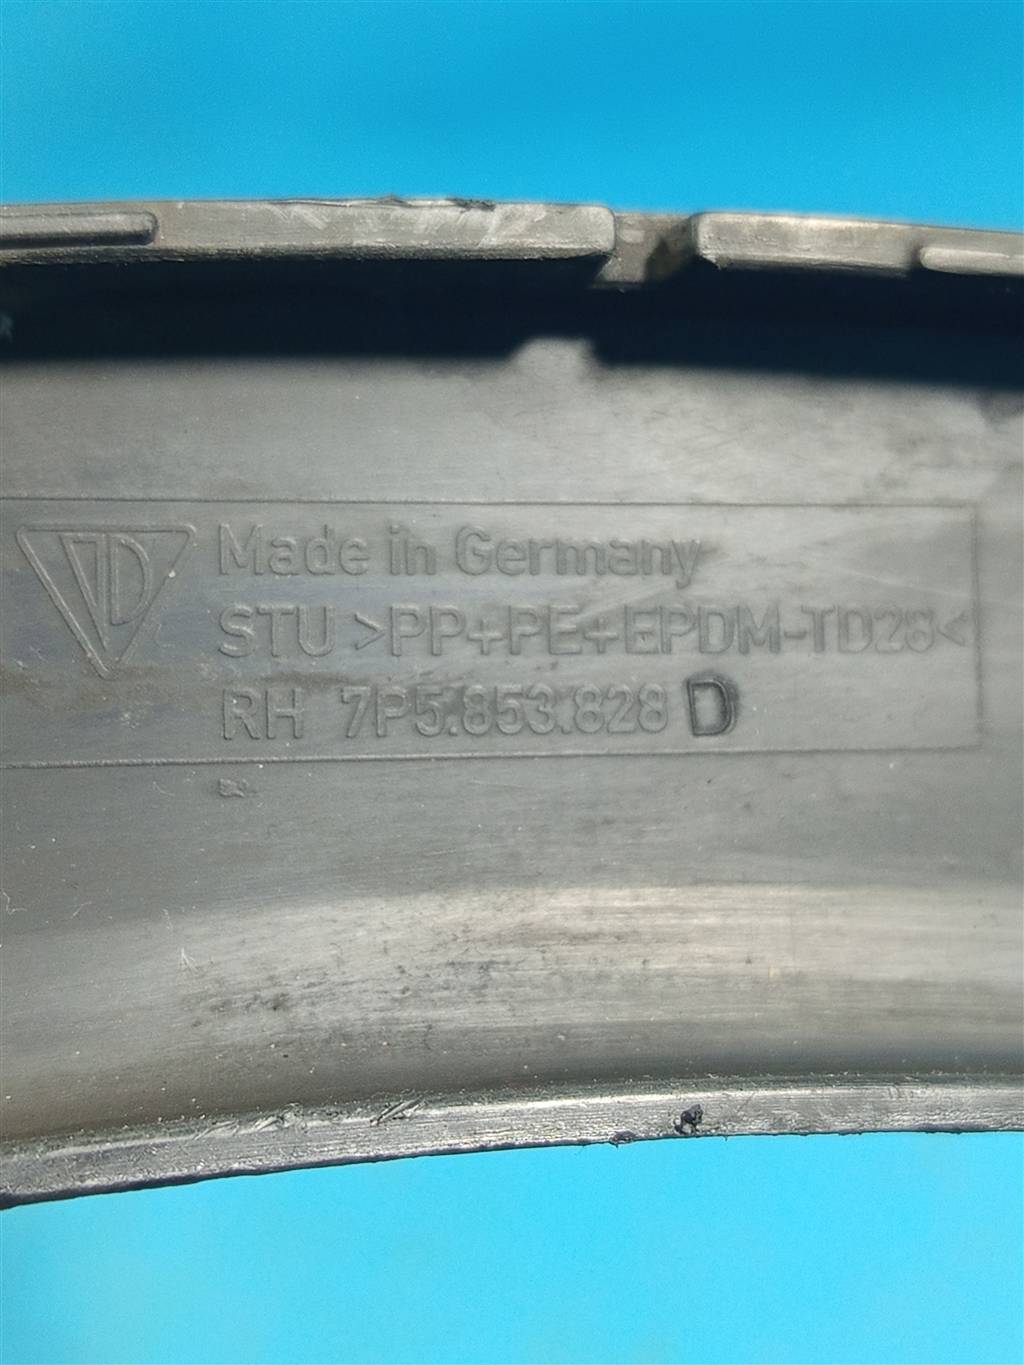 Made in Germany
STU >PP+PE+EPDM-TD28<
RH 7P5.853.828 D